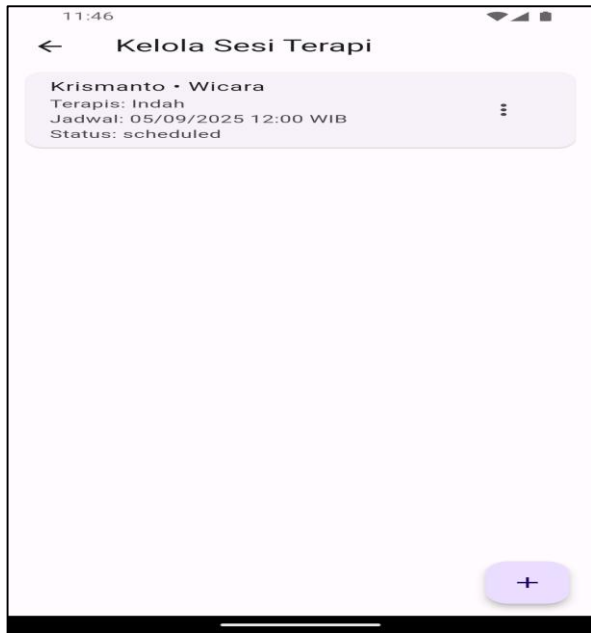 11:46
Kelola Sesi Terapi
Krismanto • Wicara
Terapis: Indah
Jadwal: 05/09/2025 12:00 WIB
Status: scheduled